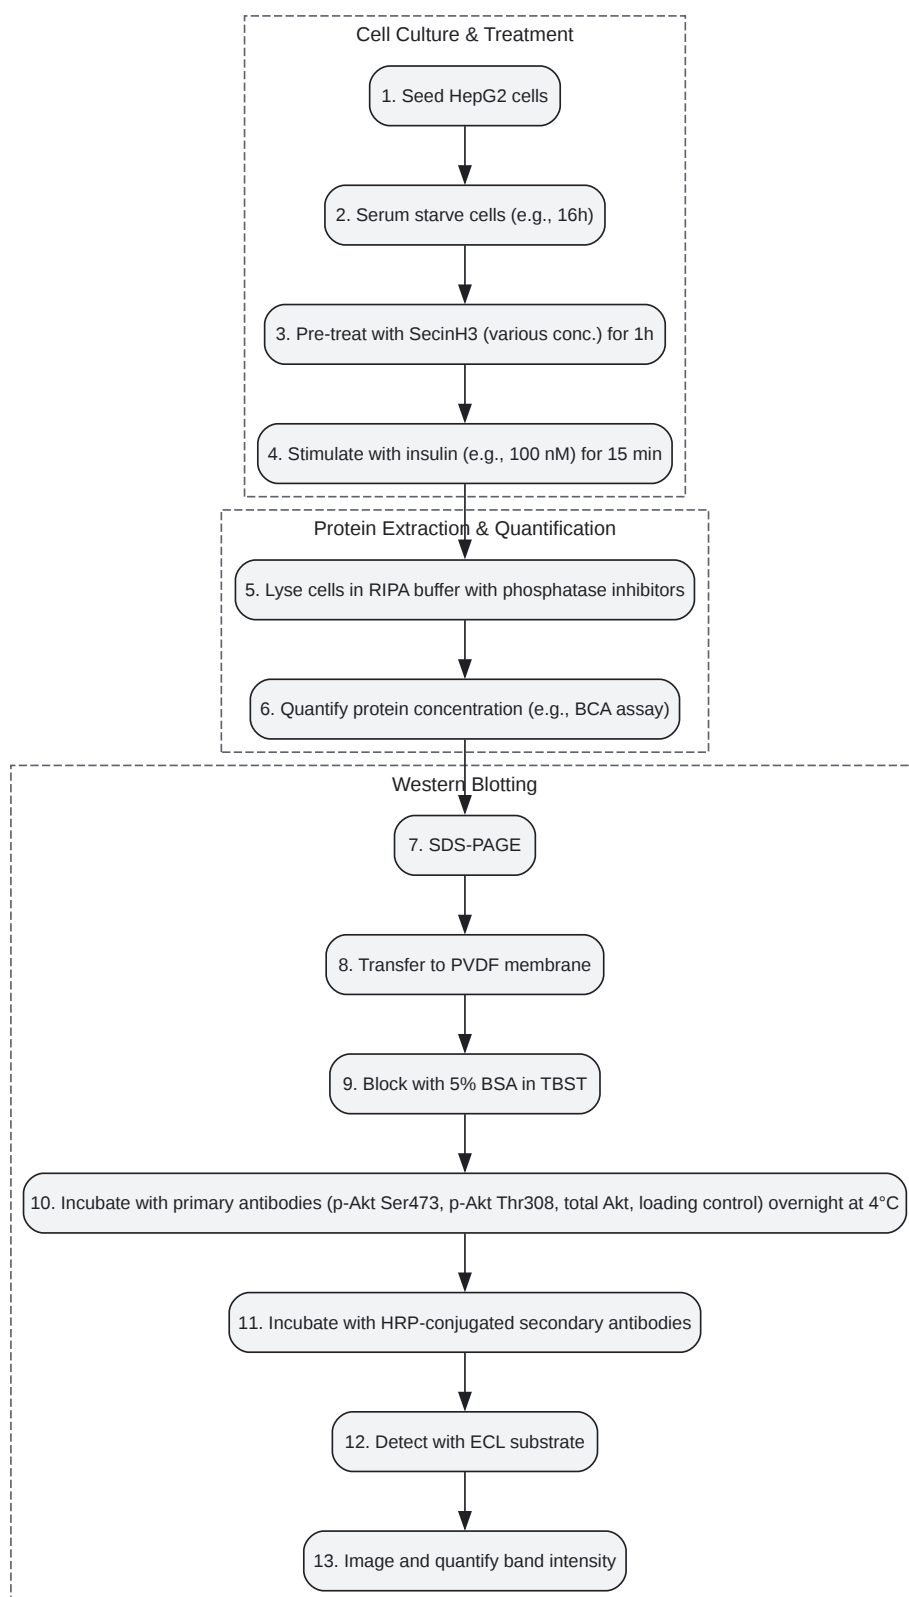 Cell Culture & Treatment
1. Seed HepG2 cells
2. Serum starve cells (e.g., 16h)
3. Pre-treat with SecinH3 (various conc.) for 1h
4. Stimulate with insulin (e.g., 100 nM) for 15 min
Protein Extraction & Quantification
5. Lyse cells in RIPA buffer with phosphatase inhibitors
6. Quantify protein concentration (e.g., BCA assay)
Western Blotting
7. SDS-PAGE
8. Transfer to PVDF membrane
9. Block with 5% BSA in TBST
10. Incubate with primary antibodies (p-Akt Ser473, p-Akt Thr308, total Akt, loading control) overnight at 4°C
11. Incubate with HRP-conjugated secondary antibodies
12. Detect with ECL substrate
13. Image and quantify band intensity